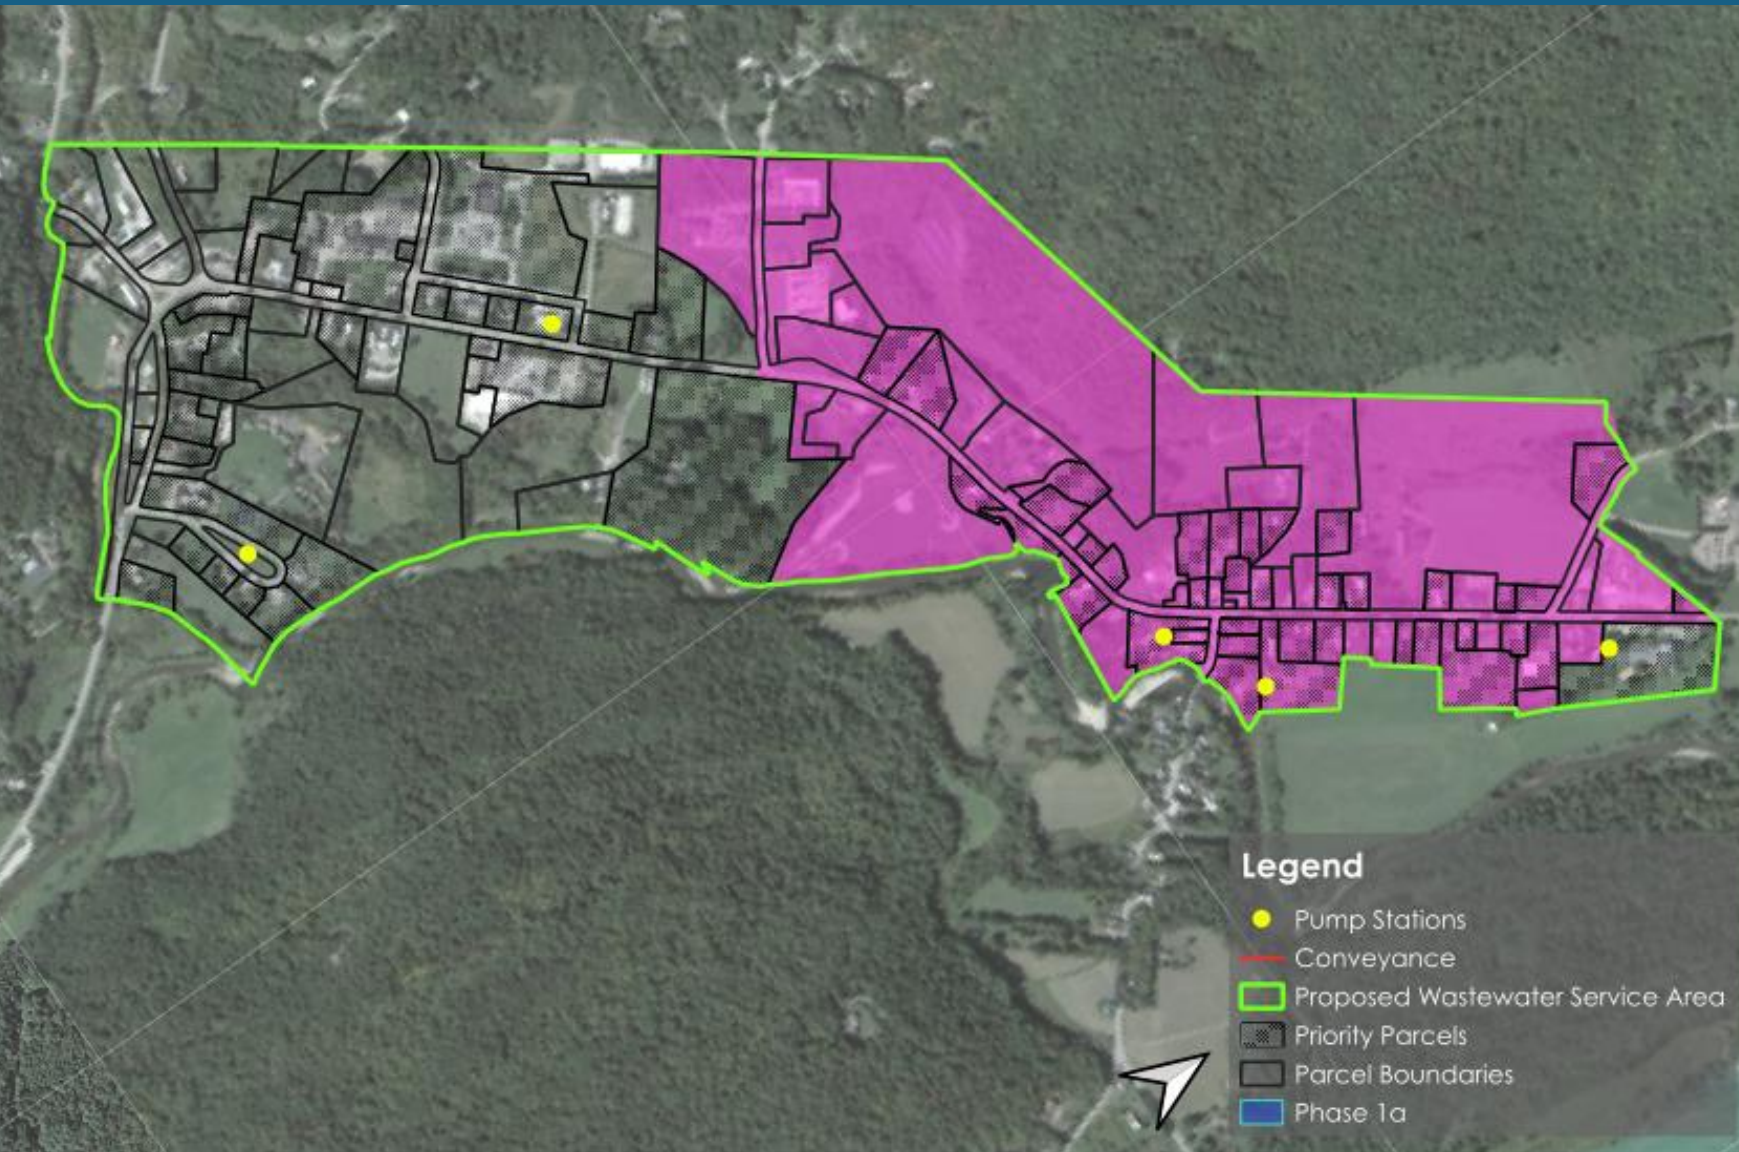 Legend
Pump Stations
Conveyance
Proposed Wastewater Service Area
Priority Parcels
Parcel Boundaries
Phase 1a